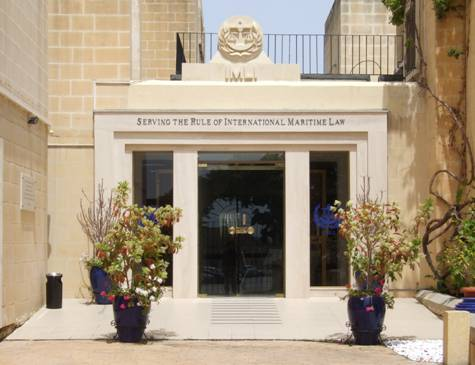 IMLI
SERVING THE RULE OF INTERNATIONAL MARITIME LAW